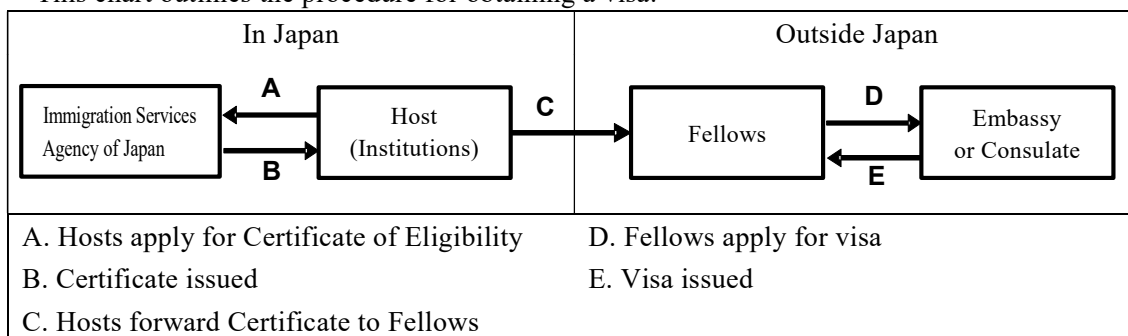 This chart outlines the procedure for obtaining a visa.
In Japan
Outside Japan
A
B
C
D
E
Immigration Services
Agency of Japan
Host
(Institutions)
Fellows
Embassy
or Consulate
A. Hosts apply for Certificate of Eligibility
B. Certificate issued
C. Hosts forward Certificate to Fellows
D. Fellows apply for visa
E. Visa issued